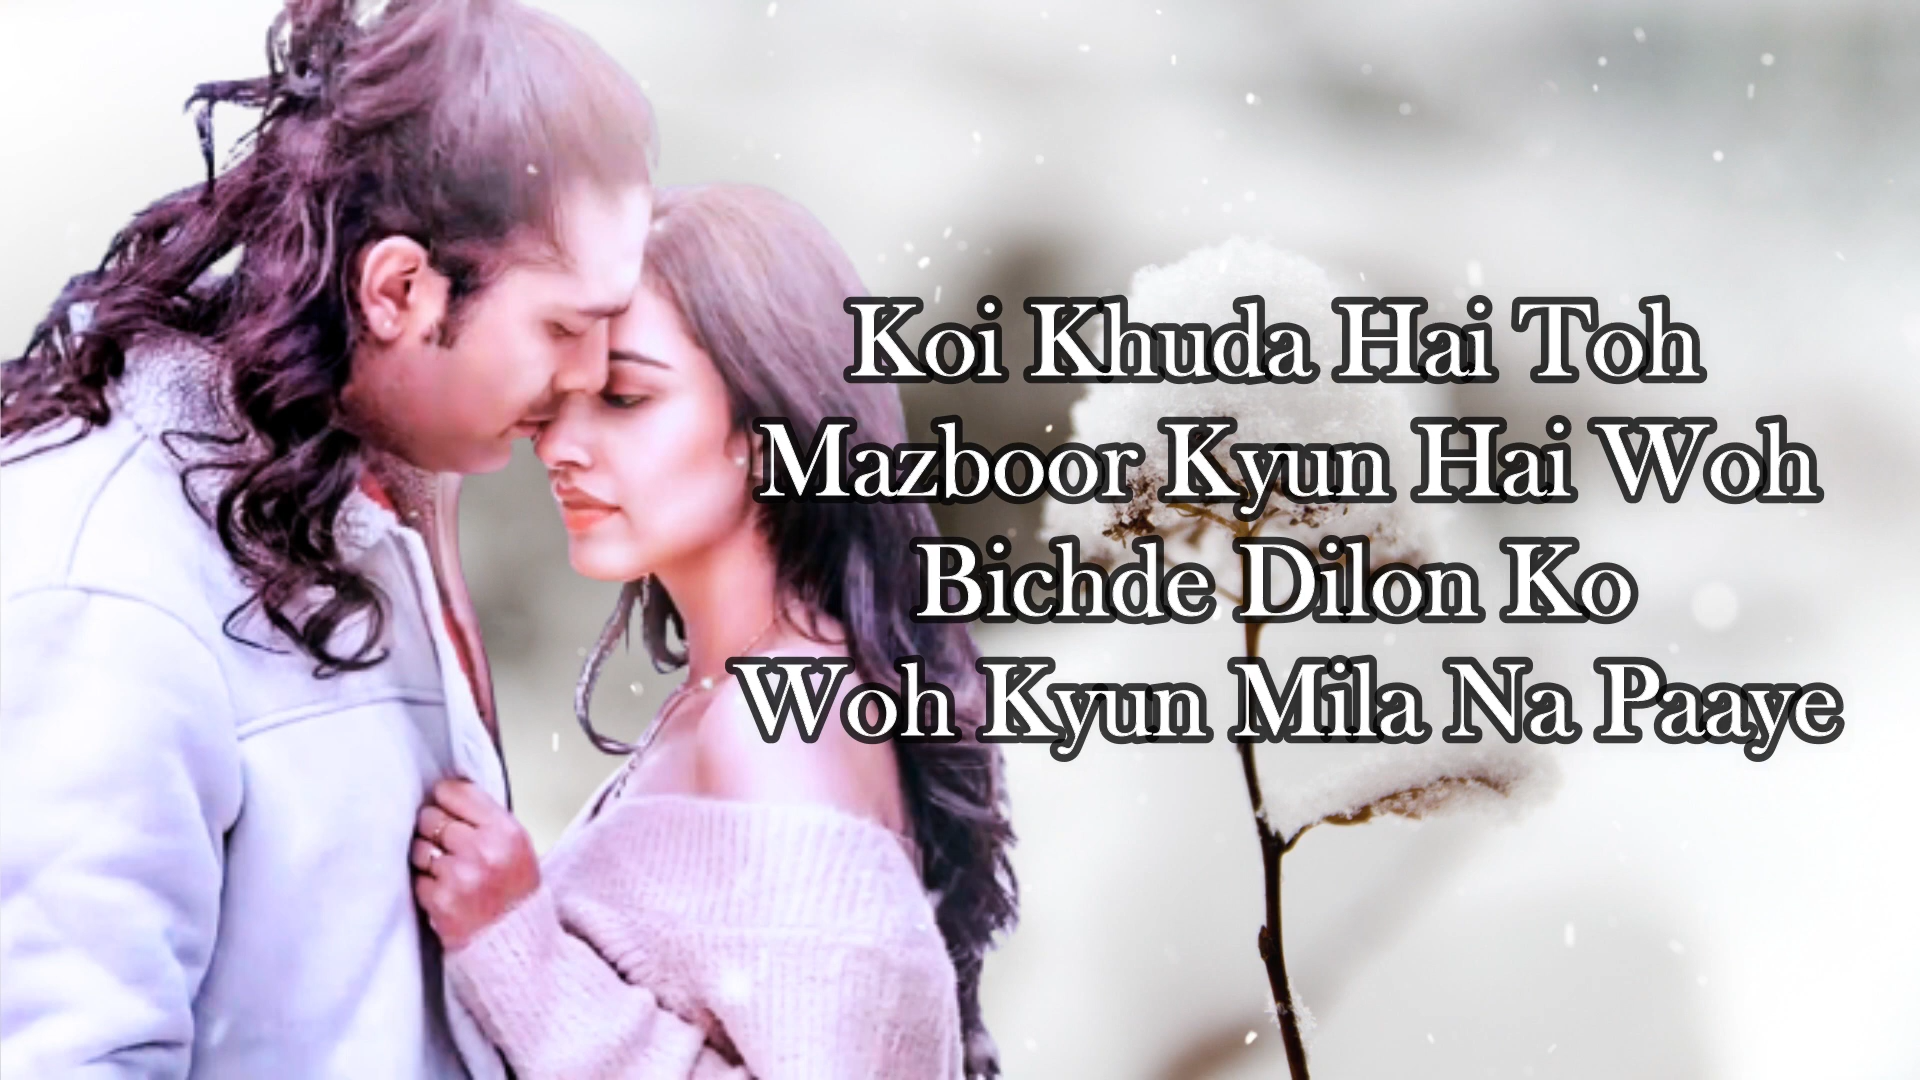 Koi Khuda Hai Toh
Mazboor Kyun Hai Woh
Bichde Dilon Ko
Woh Kyun Mila Na Paaye